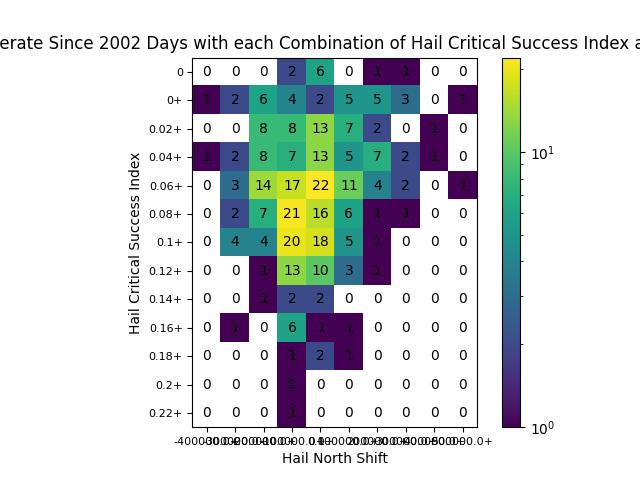 erate Since 2002 Days with each Combination of Hail Critical Success Index a
0 0 0 0 2 6 0 1 1 0 0
0+ 1 2 6 4 2 5 5 3 0 1
0.02+ 0 0 8 8 13 7 2 0 1 0
0.04+ 1 2 8 7 13 5 7 2 1 0
0.06+ 0 3 14 17 22 11 4 2 0 1
0.08+ 0 2 7 21 16 6 1 1 0 0
0.1+ 0 4 4 20 18 5 1 0 0 0
0.12+ 0 0 1 13 10 3 1 0 0 0
0.14+ 0 0 1 2 2 0 0 0 0 0
0.16+ 0 1 0 6 1 1 0 0 0 0
0.18+ 0 0 0 1 2 1 0 0 0 0
0.2+ 0 0 0 1 0 0 0 0 0 0
0.22+ 0 0 0 1 0 0 0 0 0 0
Hail North Shift
Hail Critical Success Index
10¹
10⁰